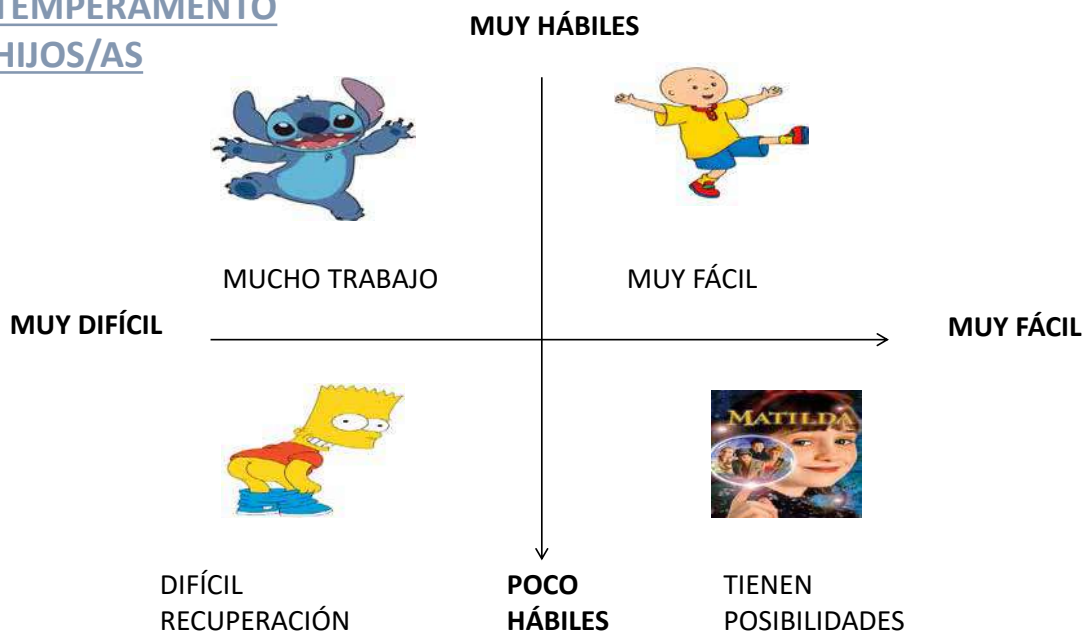 TEMPERAMENTO
HIJOS/AS
MUY HÁBILES
MUCHO TRABAJO
MUY FÁCIL
MUY DIFÍCIL
MUY FÁCIL
MATILDA
DIFÍCIL
RECUPERACIÓN
POCO
HÁBILES
TIENEN
POSIBILIDADES